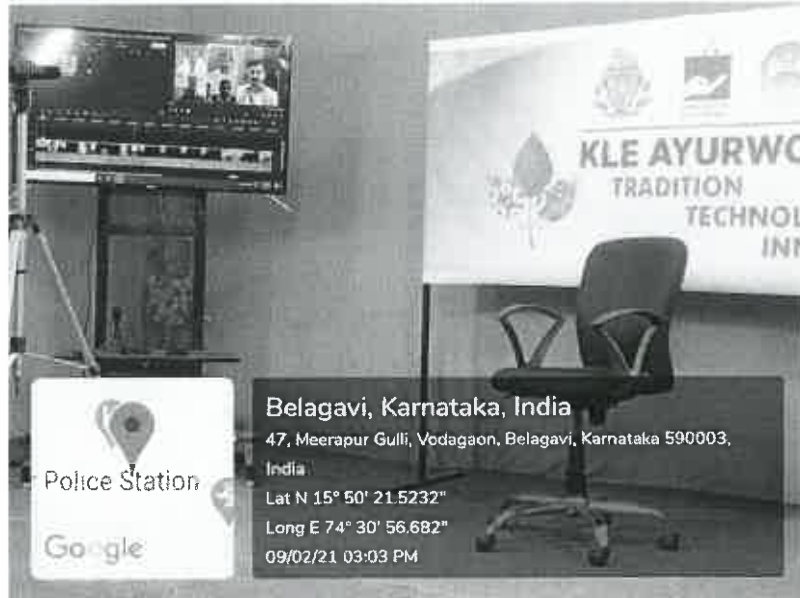 KLE AYURWO
TRADITION
TECHNOL
INN
Police Station
Google
Belagavi, Karnataka, India
47, Meerapur Gulli, Vodagaon, Belagavi, Karnataka 590003,
India
Lat N 15° 50' 21.5232"
Long E 74° 30' 56.682"
09/02/21 03:03 PM